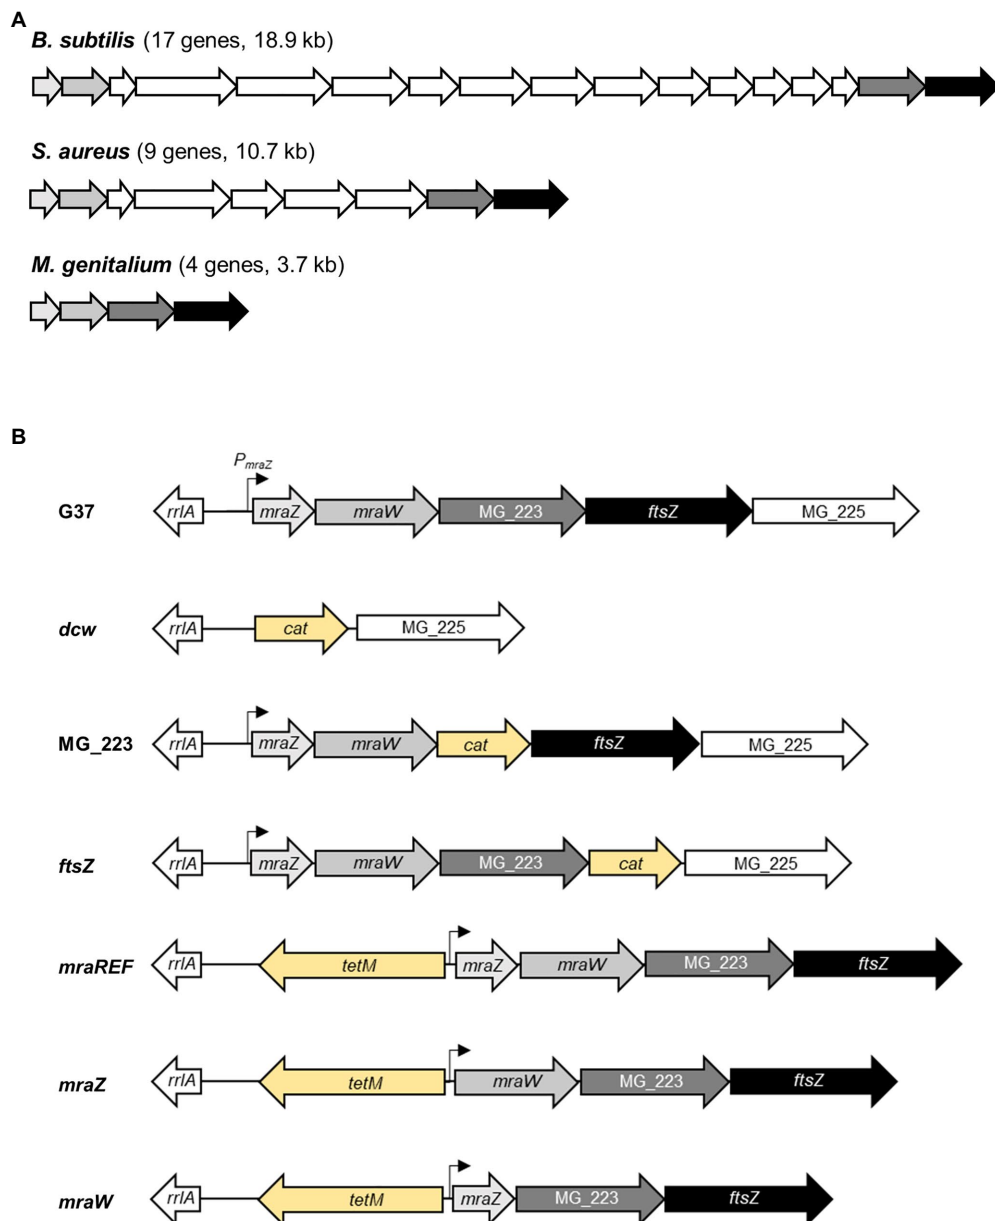 A
B. subtilis (17 genes, 18.9 kb)
S. aureus (9 genes, 10.7 kb)
M. genitalium (4 genes, 3.7 kb)
B
PmraZ
G37 rrlA mraZ mraW MG_223 ftsZ MG_225
dcw rrlA cat MG_225
MG_223 rrlA mraZ mraW cat ftsZ MG_225
ftsZ rrlA mraZ mraW MG_223 cat MG_225
mraREF rrlA tetM mraZ mraW MG_223 ftsZ
mraZ rrlA tetM mraW MG_223 ftsZ
mraW rrlA tetM mraZ MG_223 ftsZ